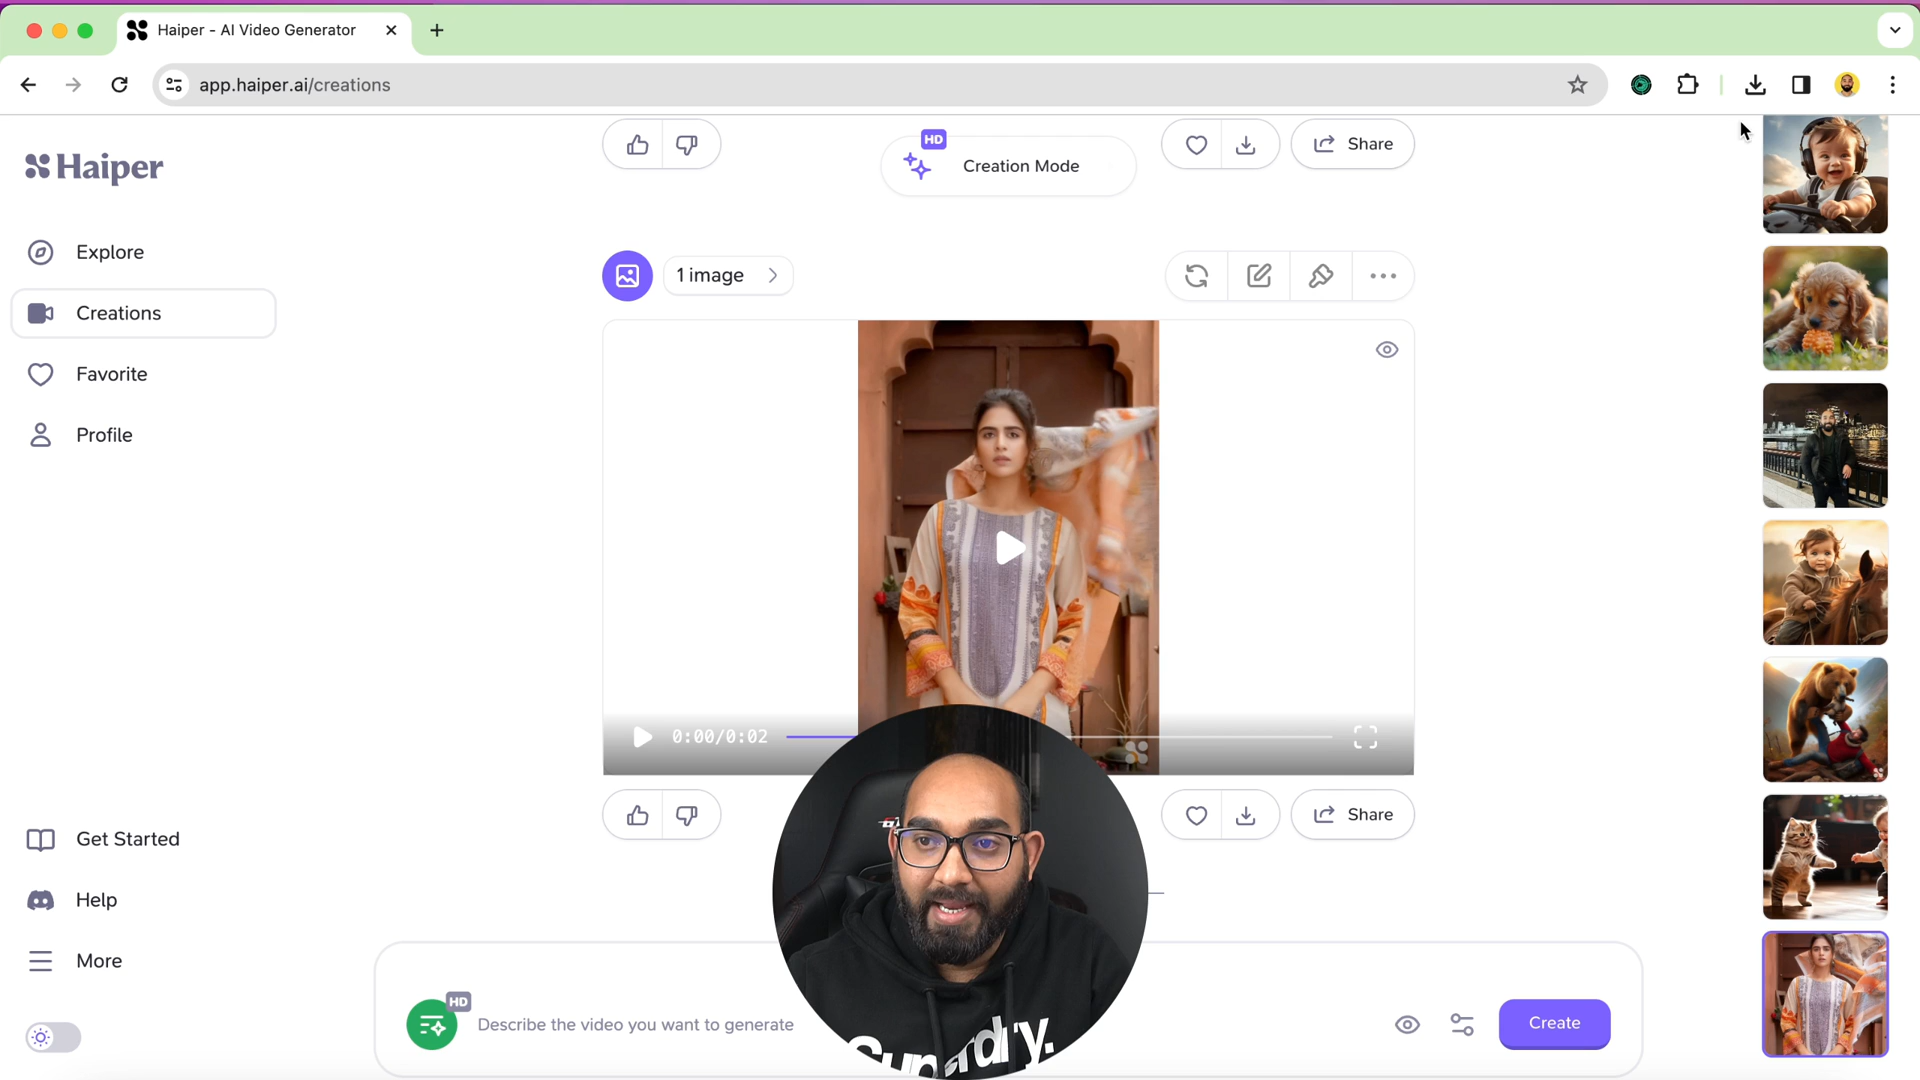 Haiper - AI Video Generator
app.haiper.ai/creations
Haiper
Explore
Creations
Favorite
Profile
Get Started
Help
More
Share
HD
Creation Mode
1 image
0:00/0:02
Share
HD
Describe the video you want to generate
Create
Superdry.